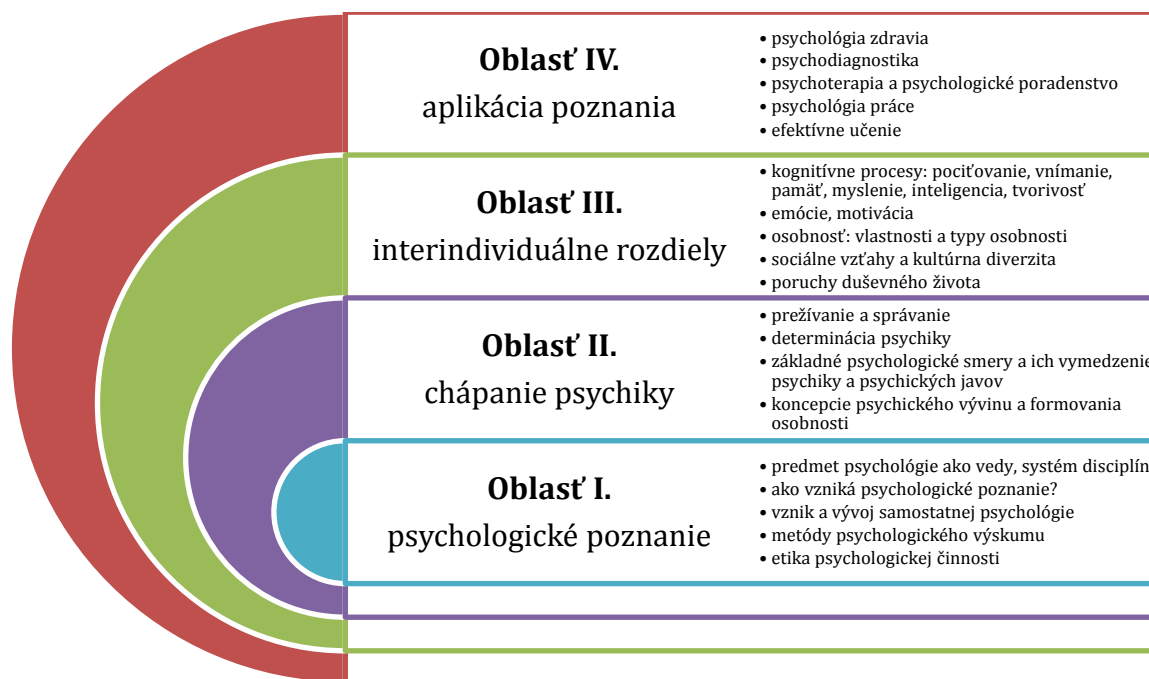 Oblasť IV.
aplikácia poznania
• psychológia zdravia
• psychodiagnostika
• psychoterapia a psychologické poradenstvo
• psychológia práce
• efektívne učenie
Oblasť III.
interindividuálne rozdiely
• kognitívne procesy: pociťovanie, vnímanie,
pamäť, myslenie, inteligencia, tvorivosť
• emócie, motivácia
• osobnosť: vlastnosti a typy osobnosti
• sociálne vzťahy a kultúrna diverzita
• poruchy duševného života
Oblasť II.
chápanie psychiky
• prežívanie a správanie
• determinácia psychiky
• základné psychologické smery a ich vymedzenie
psychiky a psychických javov
• koncepcie psychického vývinu a formovania
osobnosti
Oblasť I.
psychologické poznanie
• predmet psychológie ako vedy, systém disciplín
• ako vzniká psychologické poznanie?
• vznik a vývoj samostatnej psychológie
• metódy psychologického výskumu
• etika psychologickej činnosti